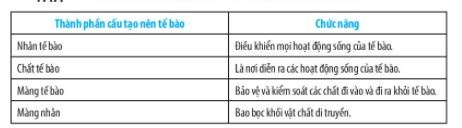 Thành phần cấu tạo nên tế bào Chức năng
Nhân tế bào Điều khiển mọi hoạt động sống của tế bào.
Chất tế bào Là nơi diễn ra các hoạt động sống của tế bào.
Màng tế bào Bảo vệ và kiểm soát các chất đi vào và đi ra khỏi tế bào.
Màng nhân Bao bọc khối vật chất di truyền.